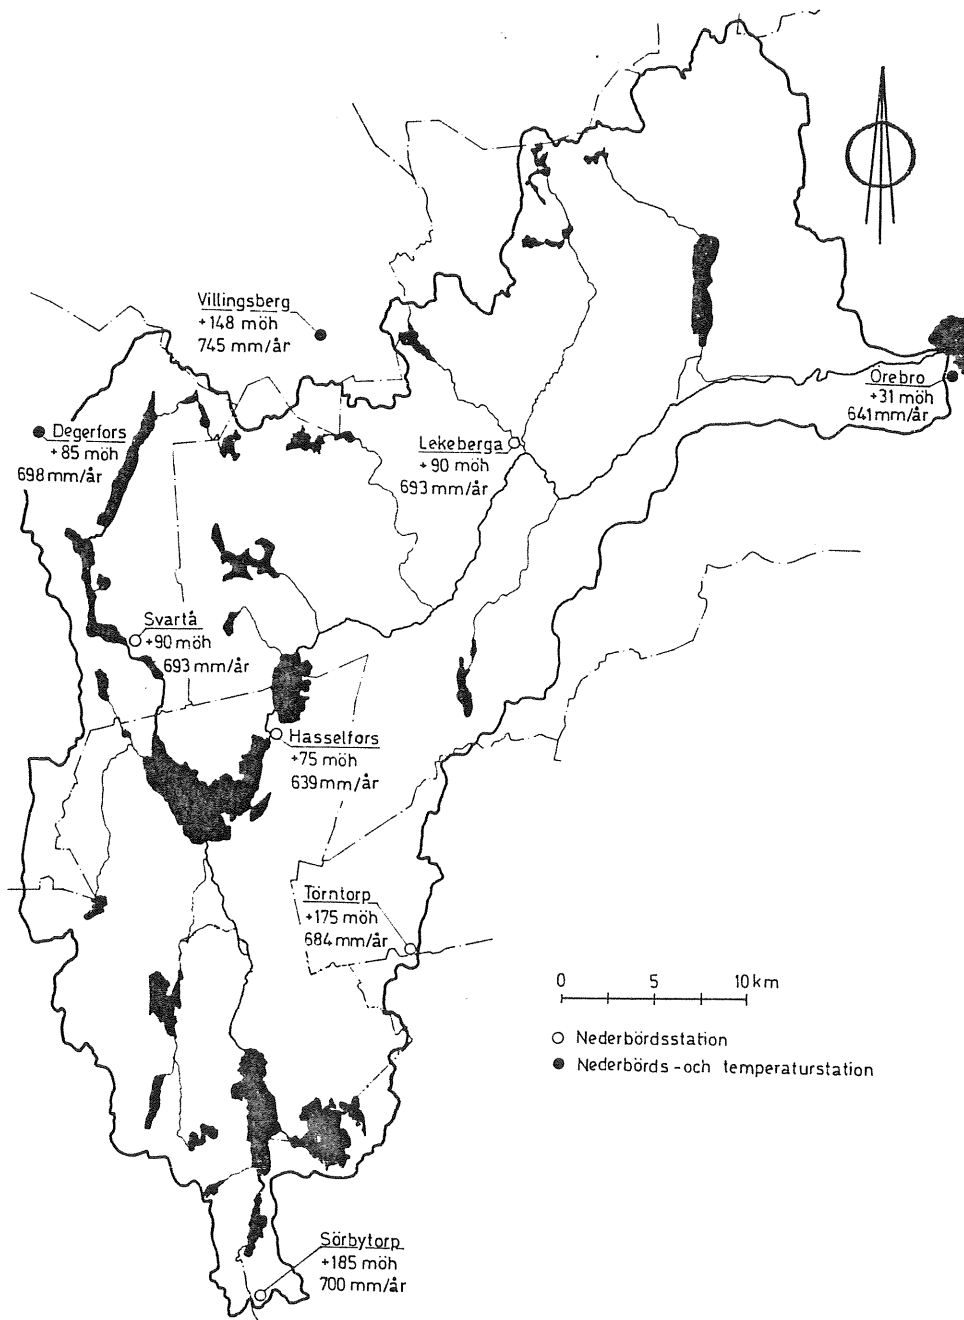 Villingsberg
+148 möh
745 mm/år
Örebro
+31 möh
641 mm/år
Degerfors
+85 möh
698 mm/år
Lekeberga
+90 möh
693 mm/år
Svartå
+90 möh
693 mm/år
Hasselfors
+75 möh
639 mm/år
Törntorp
+175 möh
684 mm/år
0 5 10 km
Nederbördsstation
Nederbörds-och temperaturstation
Sörbytorp
+185 möh
700 mm/år